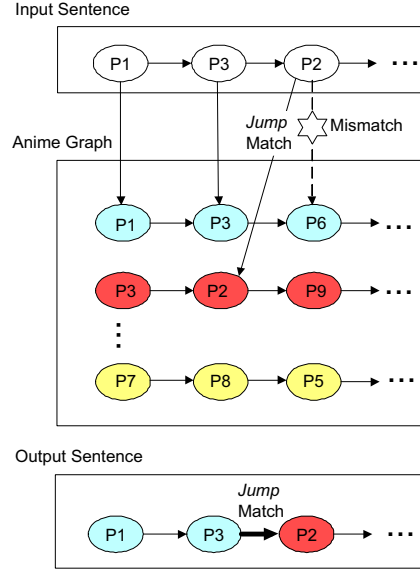 Input Sentence
P1 P3 P2 ...
Jump
Match
Mismatch
Anime Graph
P1 P3 P6 ...
P3 P2 P9 ...
P7 P8 P5 ...
Output Sentence
Jump
Match
P1 P3 P2 ...